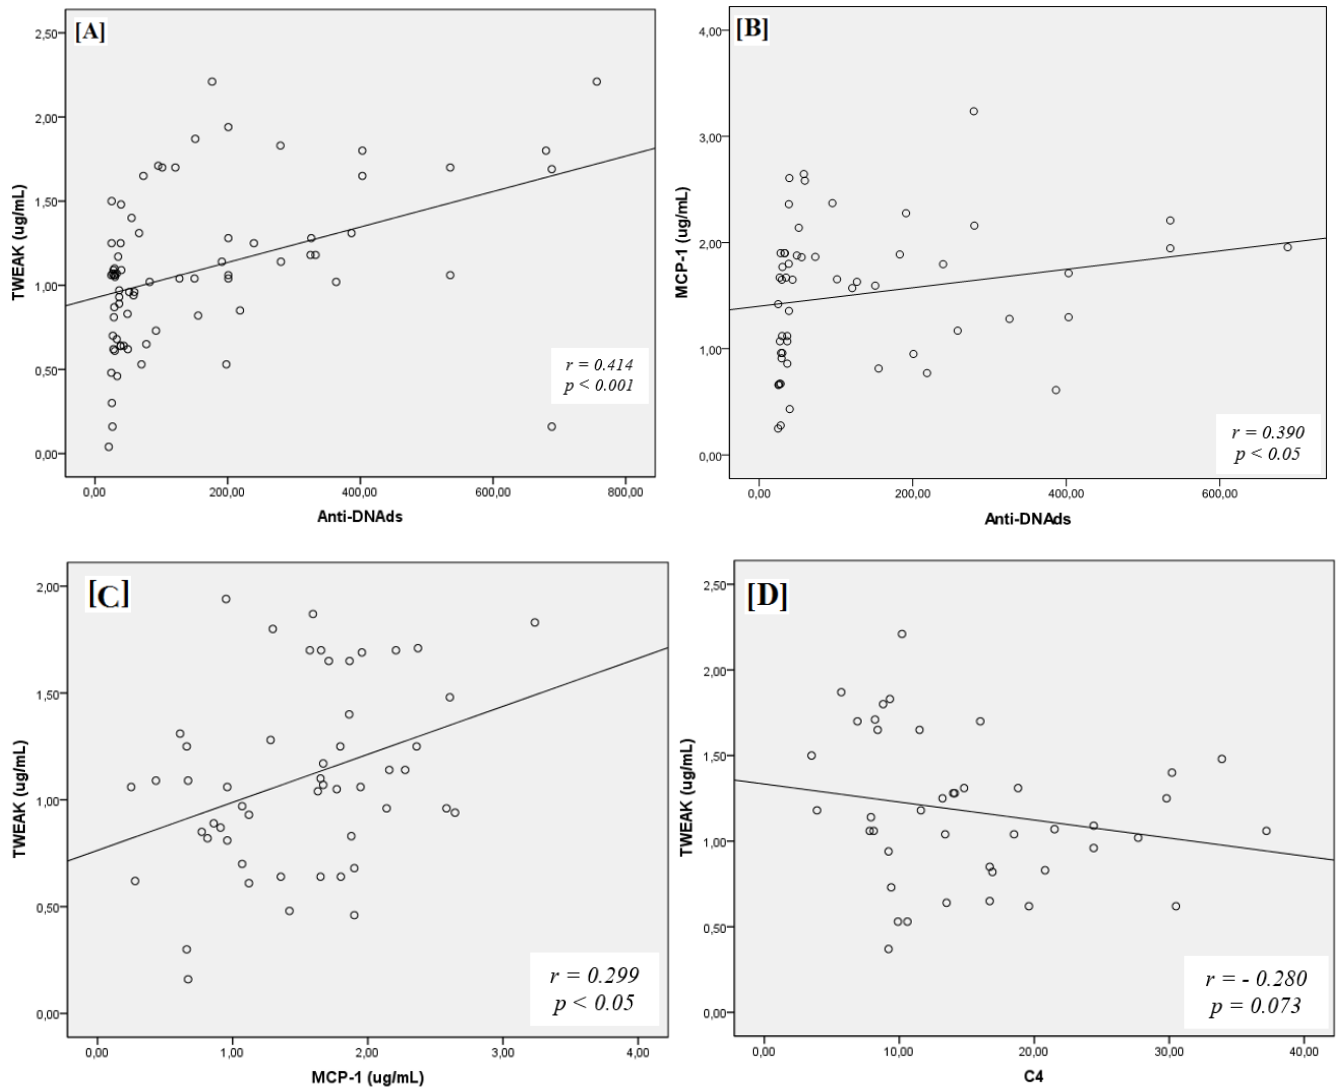 [A]
2,50
2,00
1,50
1,00
0,50
0,00
TWEAK (ug/mL)
r = 0.414
p < 0.001
0,00 200,00 400,00 600,00 800,00
Anti-DNAds
[B]
4,00
3,00
2,00
1,00
0,00
MCP-1 (ug/mL)
r = 0.390
p < 0.05
0,00 200,00 400,00 600,00
Anti-DNAds
[C]
2,00
1,50
1,00
0,50
0,00
TWEAK (ug/mL)
r = 0.299
p < 0.05
0,00 1,00 2,00 3,00 4,00
MCP-1 (ug/mL)
[D]
2,50
2,00
1,50
1,00
0,50
0,00
TWEAK (ug/mL)
r = - 0.280
p = 0.073
0,00 10,00 20,00 30,00 40,00
C4